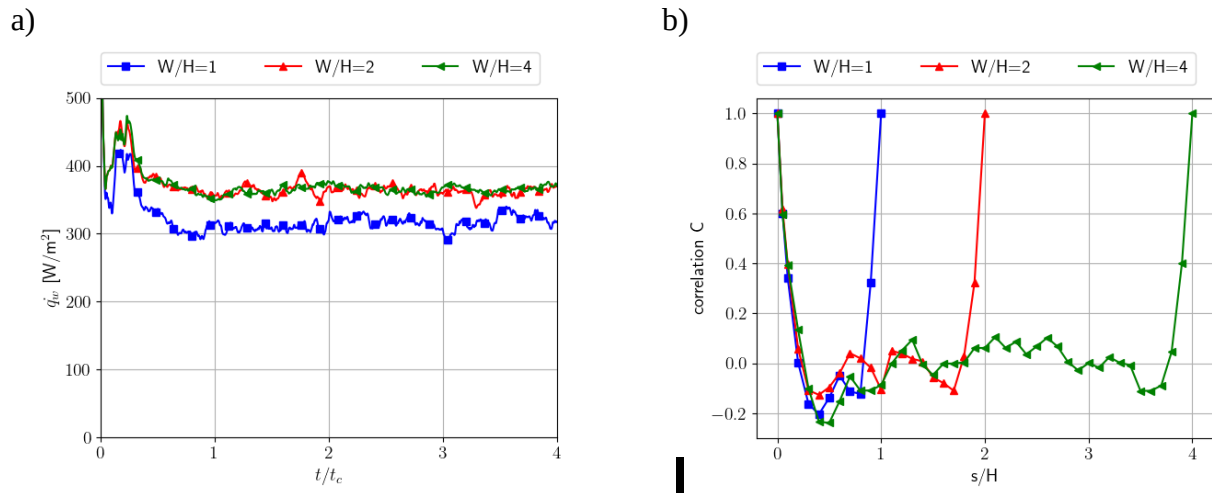 a)
b)
W/H=1 W/H=2 W/H=4
W/H=1 W/H=2 W/H=4
500
400
300
200
100
0
q̇_w [W/m²]
0 1 2 3 4
t/t_c
1.0
0.8
0.6
0.4
0.2
0.0
−0.2
correlation C
0 1 2 3 4
s/H